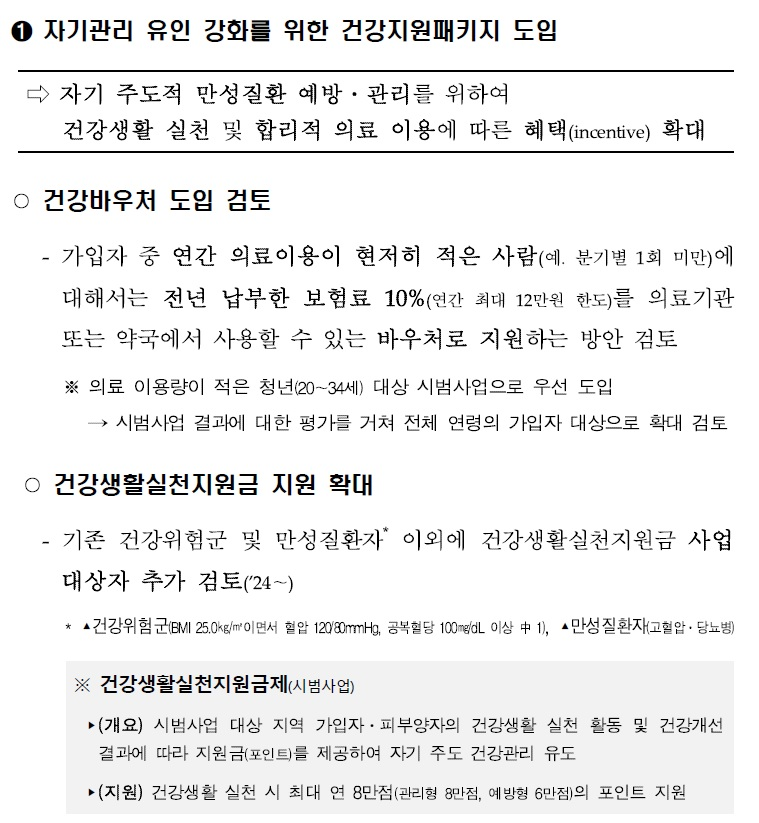 ❶ 자기관리 유인 강화를 위한 건강지원패키지 도입
⇨ 자기 주도적 만성질환 예방·관리를 위하여
건강생활 실천 및 합리적 의료 이용에 따른 혜택(incentive) 확대
○ 건강바우처 도입 검토
- 가입자 중 연간 의료이용이 현저히 적은 사람(예. 분기별 1회 미만)에
대해서는 전년 납부한 보험료 10%(연간 최대 12만원 한도)를 의료기관
또는 약국에서 사용할 수 있는 바우처로 지원하는 방안 검토
※ 의료 이용량이 적은 청년(20~34세) 대상 시범사업으로 우선 도입
→ 시범사업 결과에 대한 평가를 거쳐 전체 연령의 가입자 대상으로 확대 검토
○ 건강생활실천지원금 지원 확대
- 기존 건강위험군 및 만성질환자* 이외에 건강생활실천지원금 사업
대상자 추가 검토('24~)
* ▲건강위험군(BMI 25.0㎏/㎡이면서 혈압 120/80mmHg, 공복혈당 100㎎/dL 이상 中 1), ▲만성질환자(고혈압·당뇨병)
※ 건강생활실천지원금제(시범사업)
▸(개요) 시범사업 대상 지역 가입자·피부양자의 건강생활 실천 활동 및 건강개선
결과에 따라 지원금(포인트)를 제공하여 자기 주도 건강관리 유도
▸(지원) 건강생활 실천 시 최대 연 8만점(관리형 8만점, 예방형 6만점)의 포인트 지원